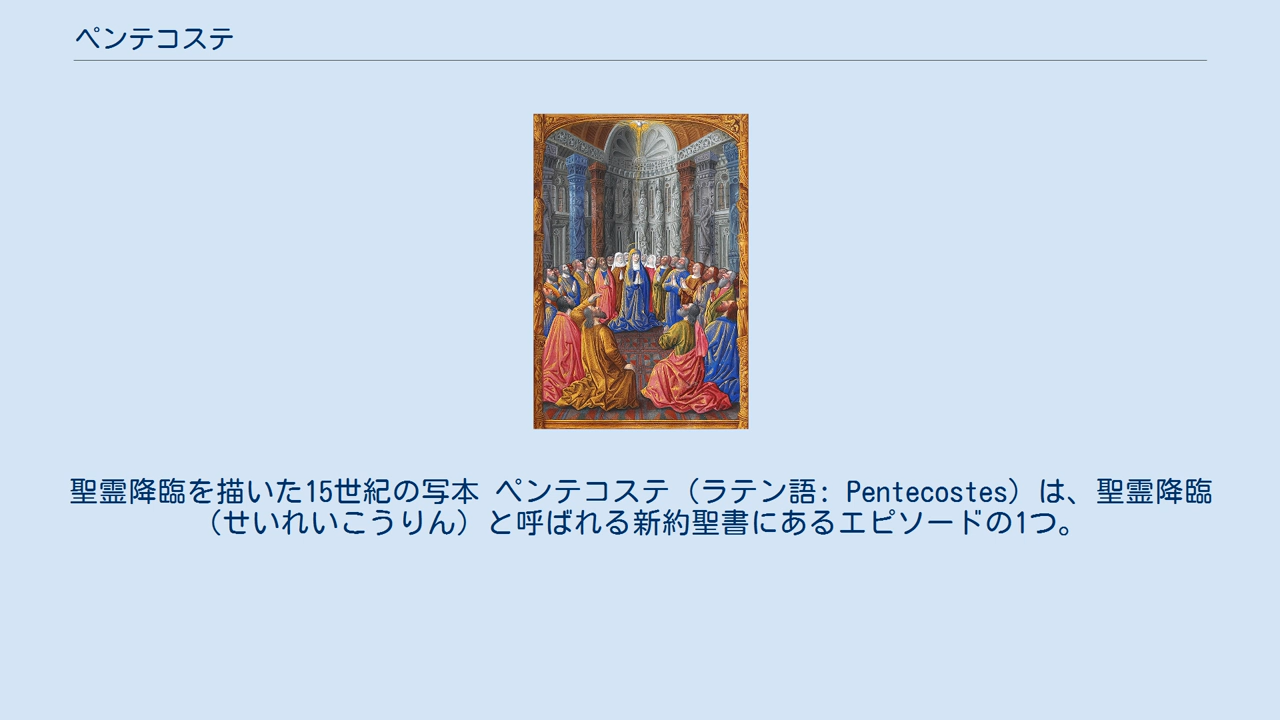 ペンテコステ
聖霊降臨を描いた15世紀の写本 ペンテコステ（ラテン語: Pentecostes）は、聖霊降臨
（せいれいこうりん）と呼ばれる新約聖書にあるエピソードの1つ。